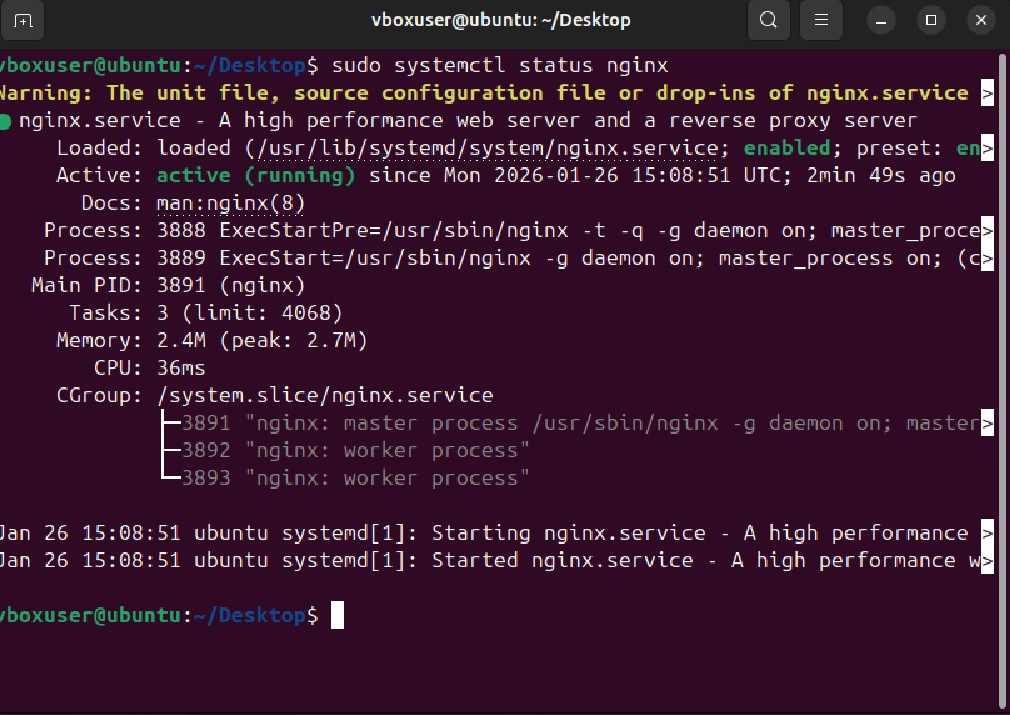 vboxuser@ubuntu: ~/Desktop
vboxuser@ubuntu:~/Desktop$ sudo systemctl status nginx
Warning: The unit file, source configuration file or drop-ins of nginx.service >
● nginx.service - A high performance web server and a reverse proxy server
     Loaded: loaded (/usr/lib/systemd/system/nginx.service; enabled; preset: en>
     Active: active (running) since Mon 2026-01-26 15:08:51 UTC; 2min 49s ago
       Docs: man:nginx(8)
    Process: 3888 ExecStartPre=/usr/sbin/nginx -t -q -g daemon on; master_proce>
    Process: 3889 ExecStart=/usr/sbin/nginx -g daemon on; master_process on; (c>
   Main PID: 3891 (nginx)
      Tasks: 3 (limit: 4068)
     Memory: 2.4M (peak: 2.7M)
        CPU: 36ms
     CGroup: /system.slice/nginx.service
             ├─3891 "nginx: master process /usr/sbin/nginx -g daemon on; master>
             ├─3892 "nginx: worker process"
             └─3893 "nginx: worker process"
Jan 26 15:08:51 ubuntu systemd[1]: Starting nginx.service - A high performance >
Jan 26 15:08:51 ubuntu systemd[1]: Started nginx.service - A high performance w>
vboxuser@ubuntu:~/Desktop$